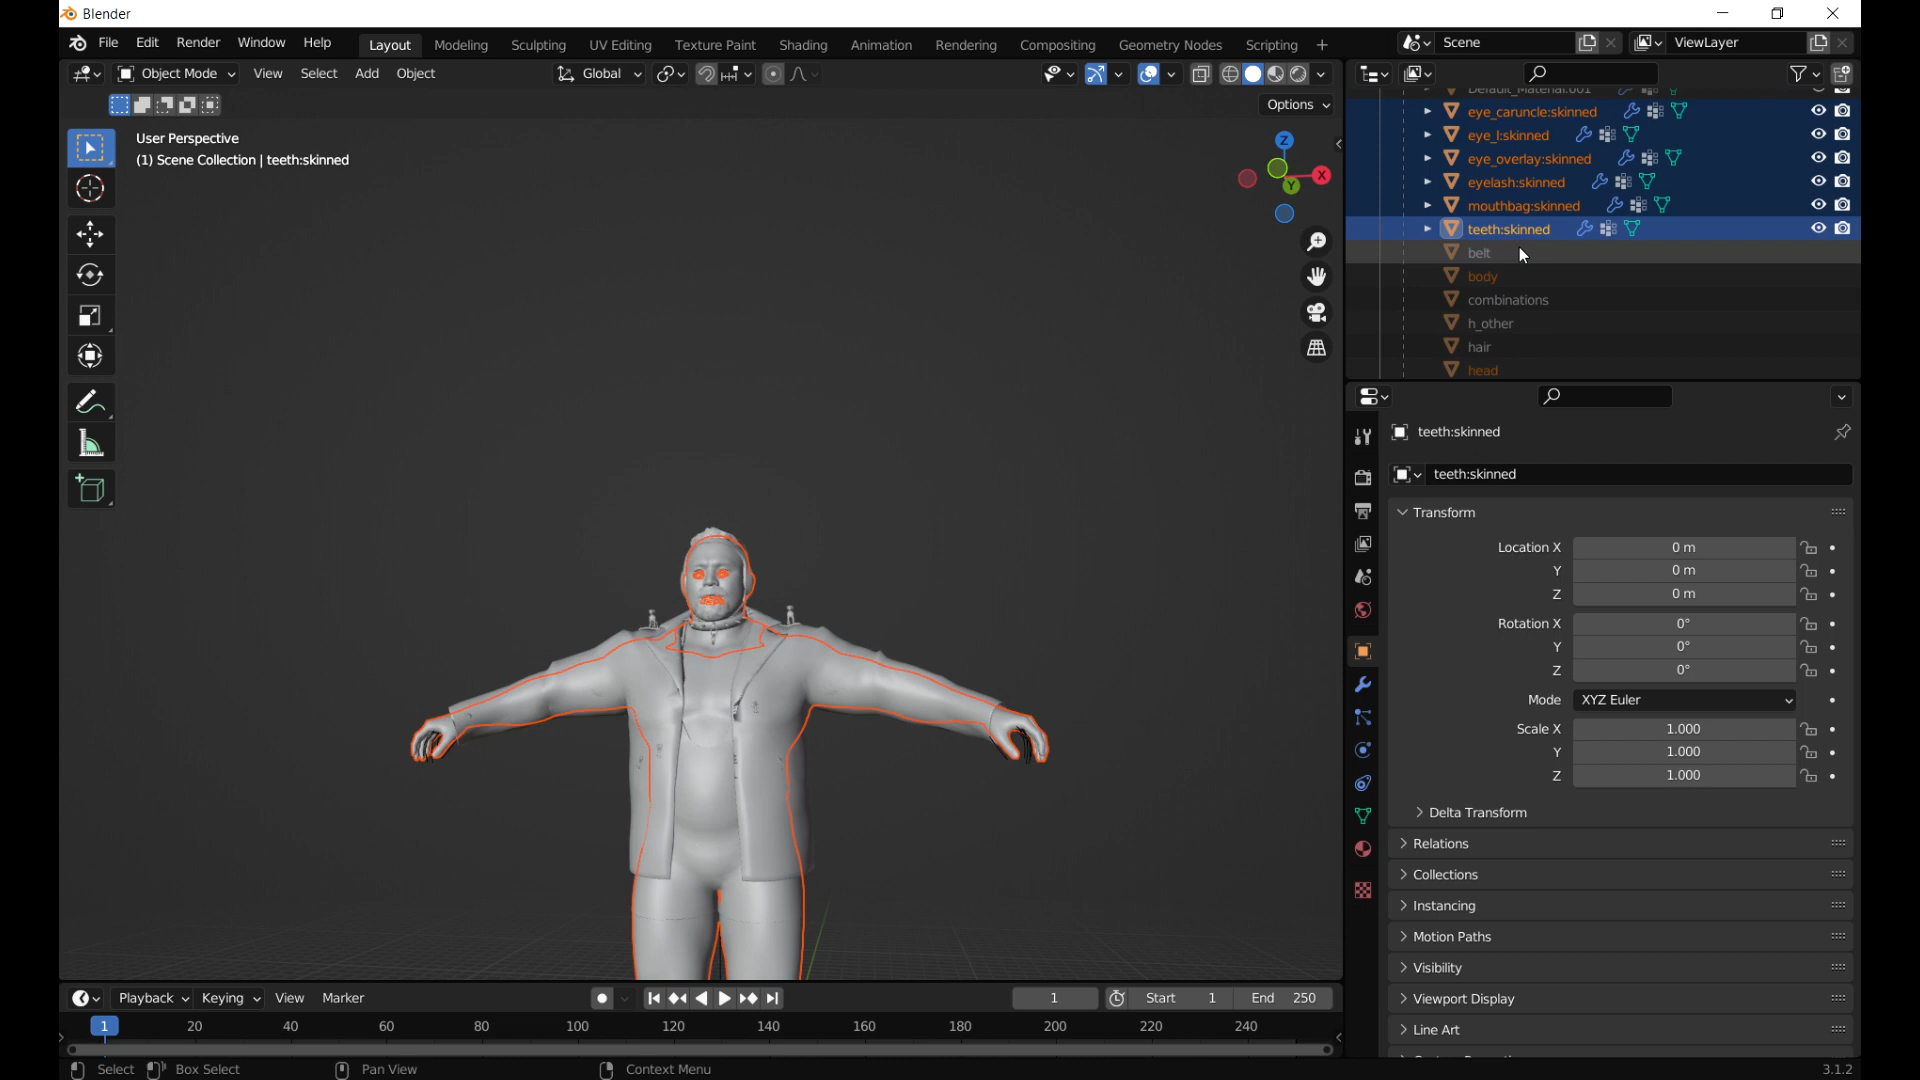 Blender
File Edit Render Window Help Layout Modeling Sculpting UV Editing Texture Paint Shading Animation Rendering Compositing Geometry Nodes Scripting + Scene ViewLayer
Object Mode View Select Add Object Global
Options
User Perspective
(1) Scene Collection | teeth:skinned
Z
X
Y
Default_Material.001
eye_caruncle:skinned
eye_l:skinned
eye_overlay:skinned
eyelash:skinned
mouthbag:skinned
teeth:skinned
belt
body
combinations
h_other
hair
head
teeth:skinned
teeth:skinned
Transform
Location X 0 m
Y 0 m
Z 0 m
Rotation X 0°
Y 0°
Z 0°
Mode XYZ Euler
Scale X 1.000
Y 1.000
Z 1.000
Delta Transform
Relations
Collections
Instancing
Motion Paths
Visibility
Viewport Display
Line Art
Playback Keying View Marker 1 Start 1 End 250
1 20 40 60 80 100 120 140 160 180 200 220 240
Select Box Select Pan View Context Menu 3.1.2